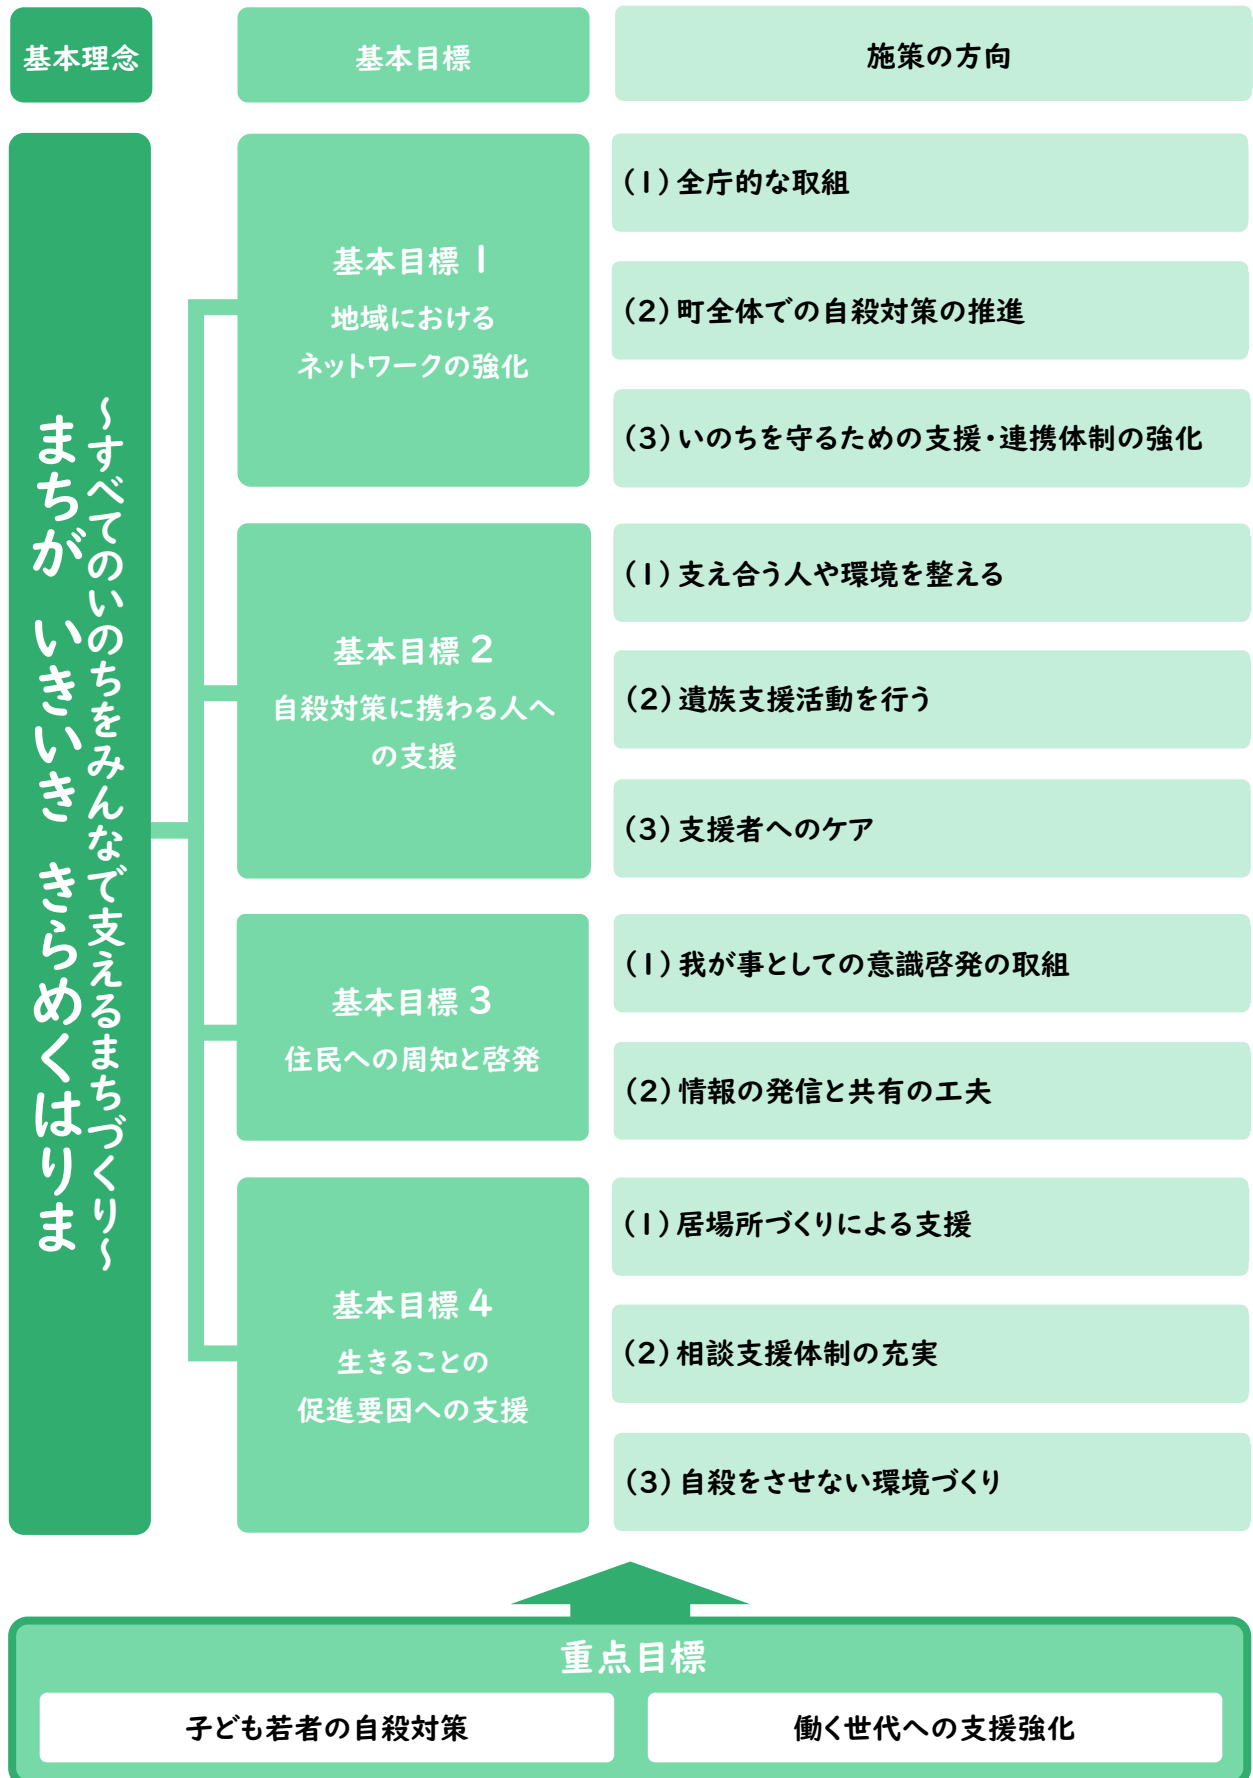 基本理念
基本目標
施策の方向
まちが いきいき きらめくはりま
～すべてのいのちをみんなで支えるまちづくり～
基本目標 1
地域における
ネットワークの強化
(1)全庁的な取組
(2)町全体での自殺対策の推進
(3)いのちを守るための支援・連携体制の強化
基本目標 2
自殺対策に携わる人へ
の支援
(1)支え合う人や環境を整える
(2)遺族支援活動を行う
(3)支援者へのケア
基本目標 3
住民への周知と啓発
(1)我が事としての意識啓発の取組
(2)情報の発信と共有の工夫
基本目標 4
生きることの
促進要因への支援
(1)居場所づくりによる支援
(2)相談支援体制の充実
(3)自殺をさせない環境づくり
重点目標
子ども若者の自殺対策
働く世代への支援強化